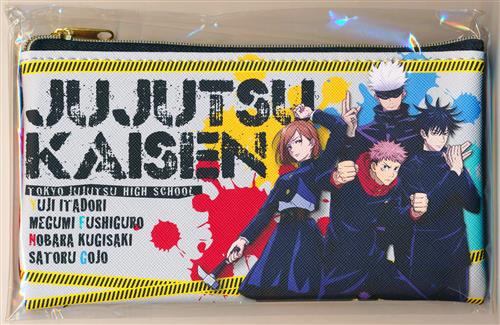 JUJUTSU
KAISEN
TOKYO JUJUTSU HIGH SCHOOL
YUJI ITADORI
MEGUMI FUSHIGURO
NOBARA KUGISAKI
SATORU GOJO